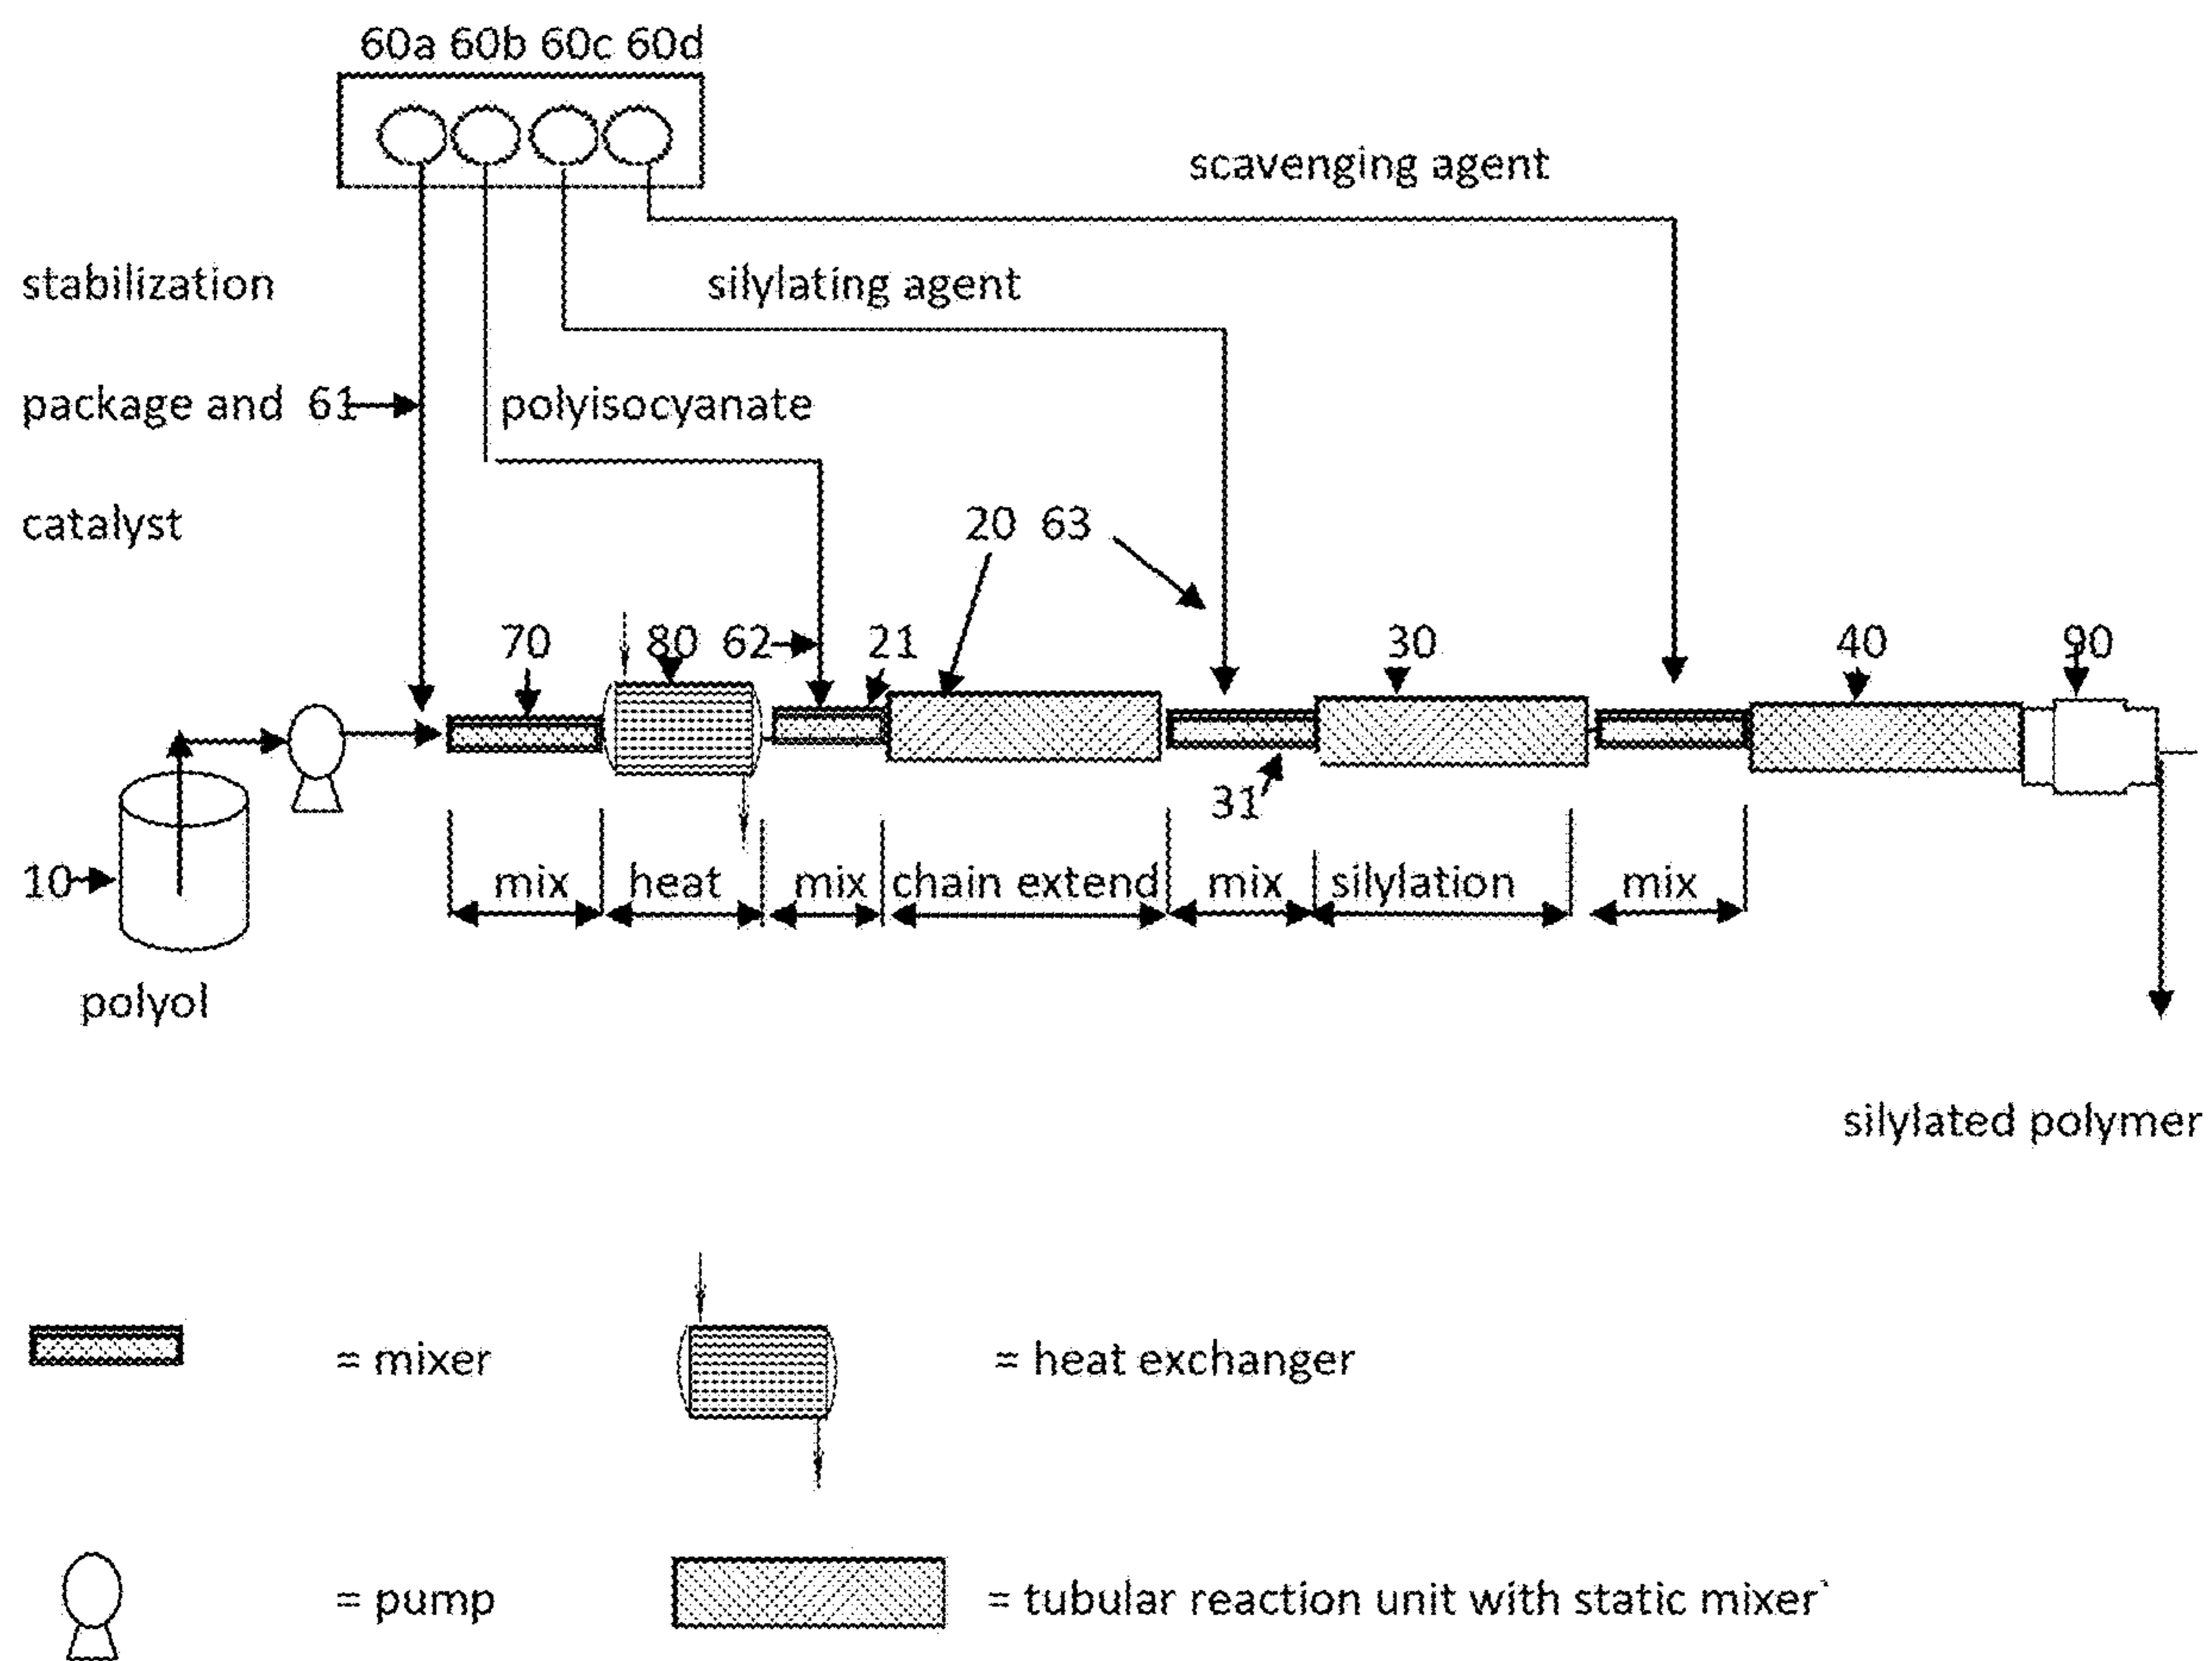 60a 60b 60c 60d
scavenging agent
stabilization
silylating agent
package and 61
polyisocyanate
catalyst
20 63
70
80
62
21
30
40
90
31
10
mix
heat
mix
chain extend
mix
silylation
mix
polyol
silylated polymer
= mixer
= heat exchanger
= pump
= tubular reaction unit with static mixer`